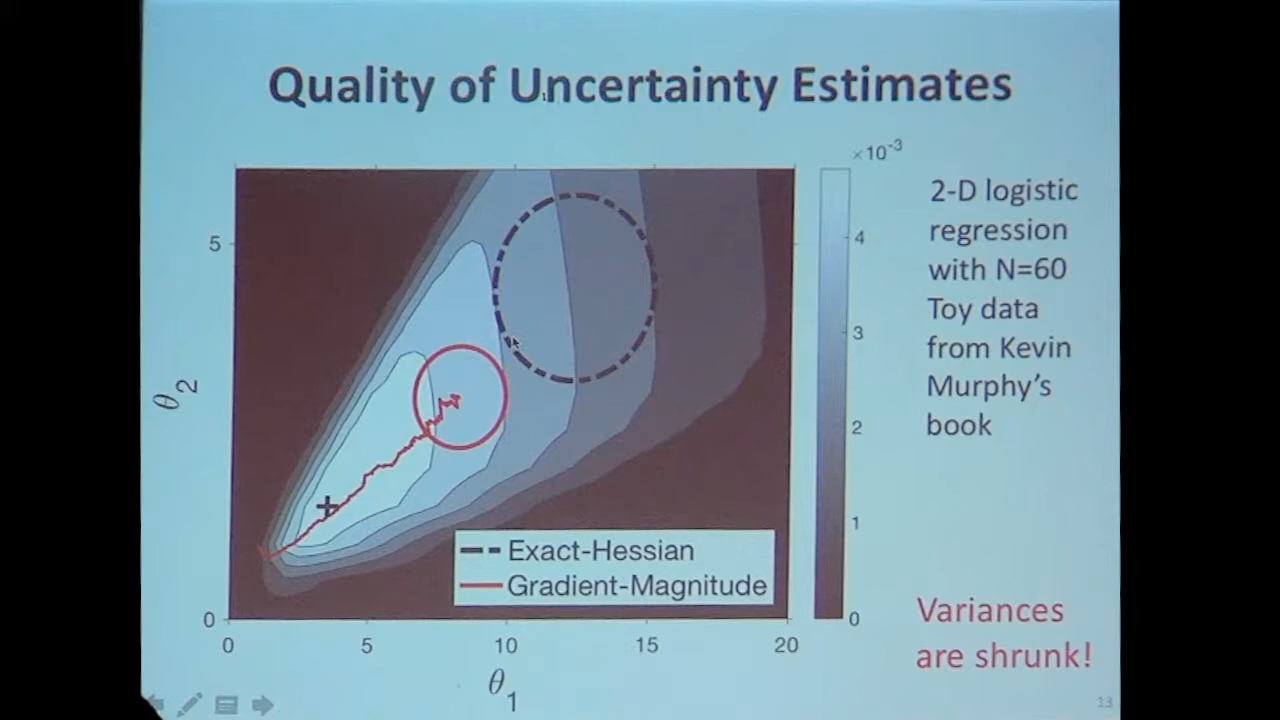 Quality of Uncertainty Estimates
×10⁻³
2-D logistic
regression
with N=60
Toy data
from Kevin
Murphy's
book
5
0
θ₂
0 5 10 15 20
θ₁
4
3
2
1
0
Exact-Hessian
Gradient-Magnitude
Variances
are shrunk!
13